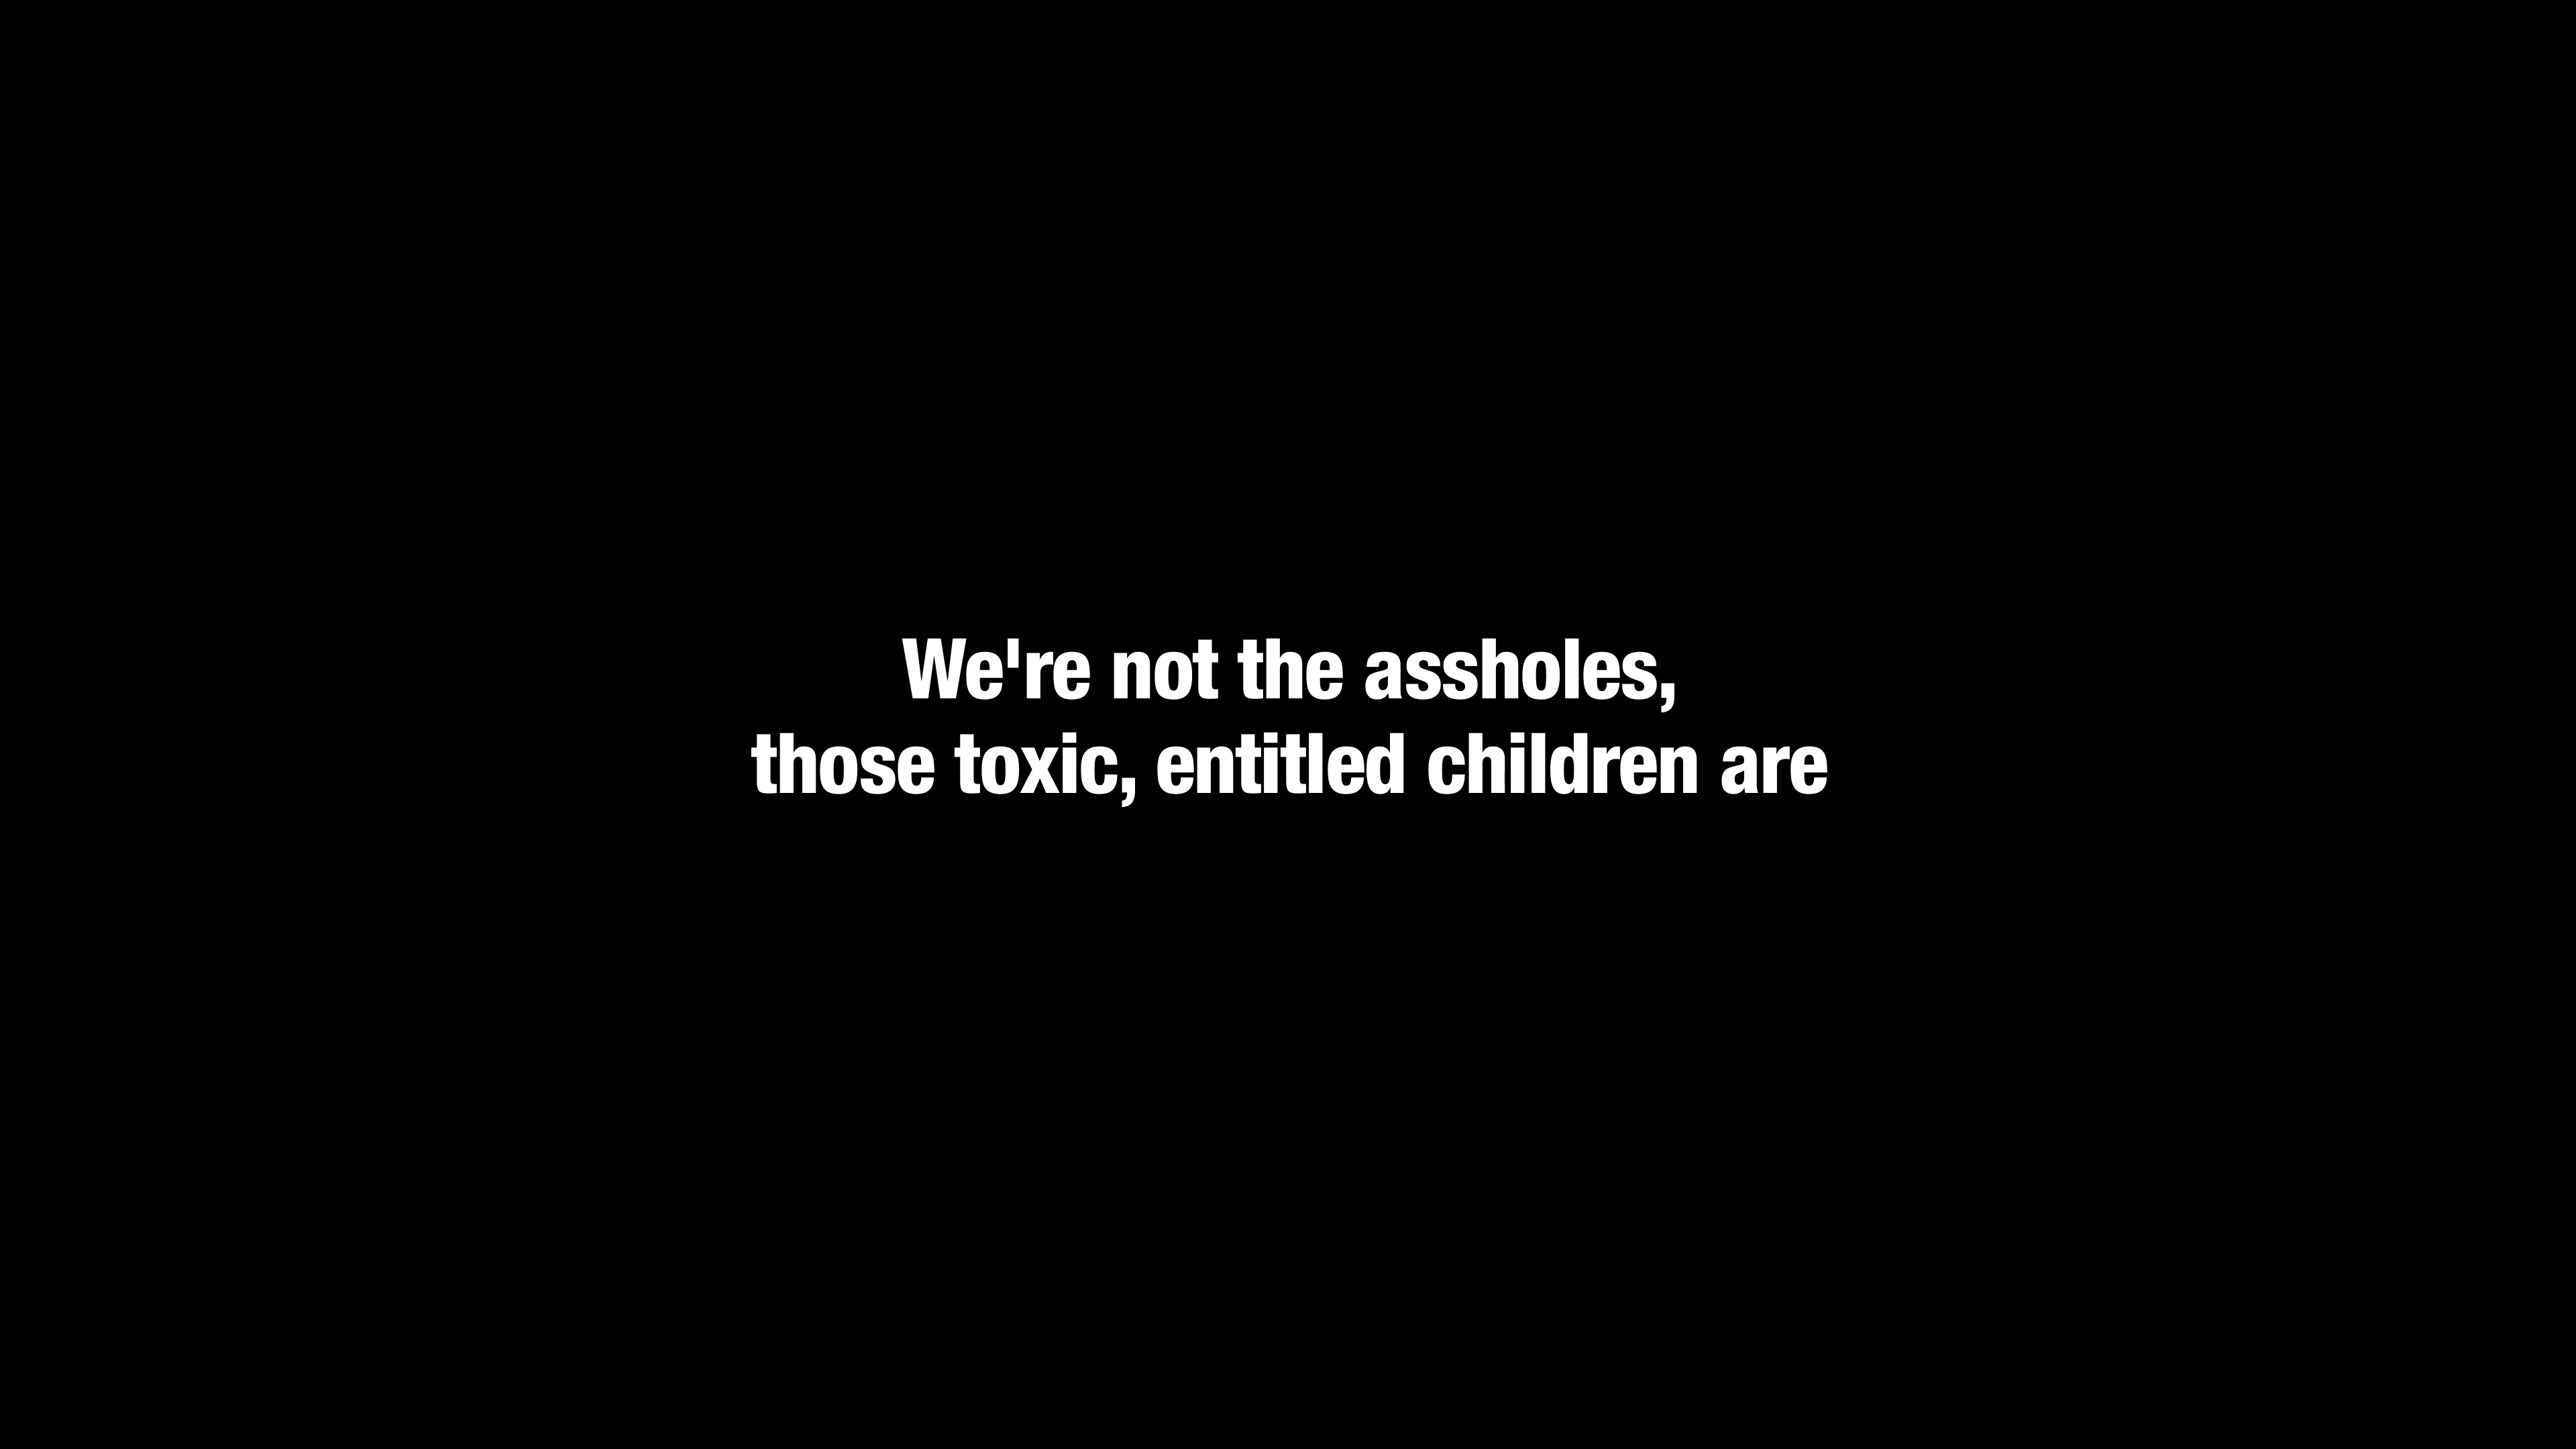 We're not the assholes,
those toxic, entitled children are